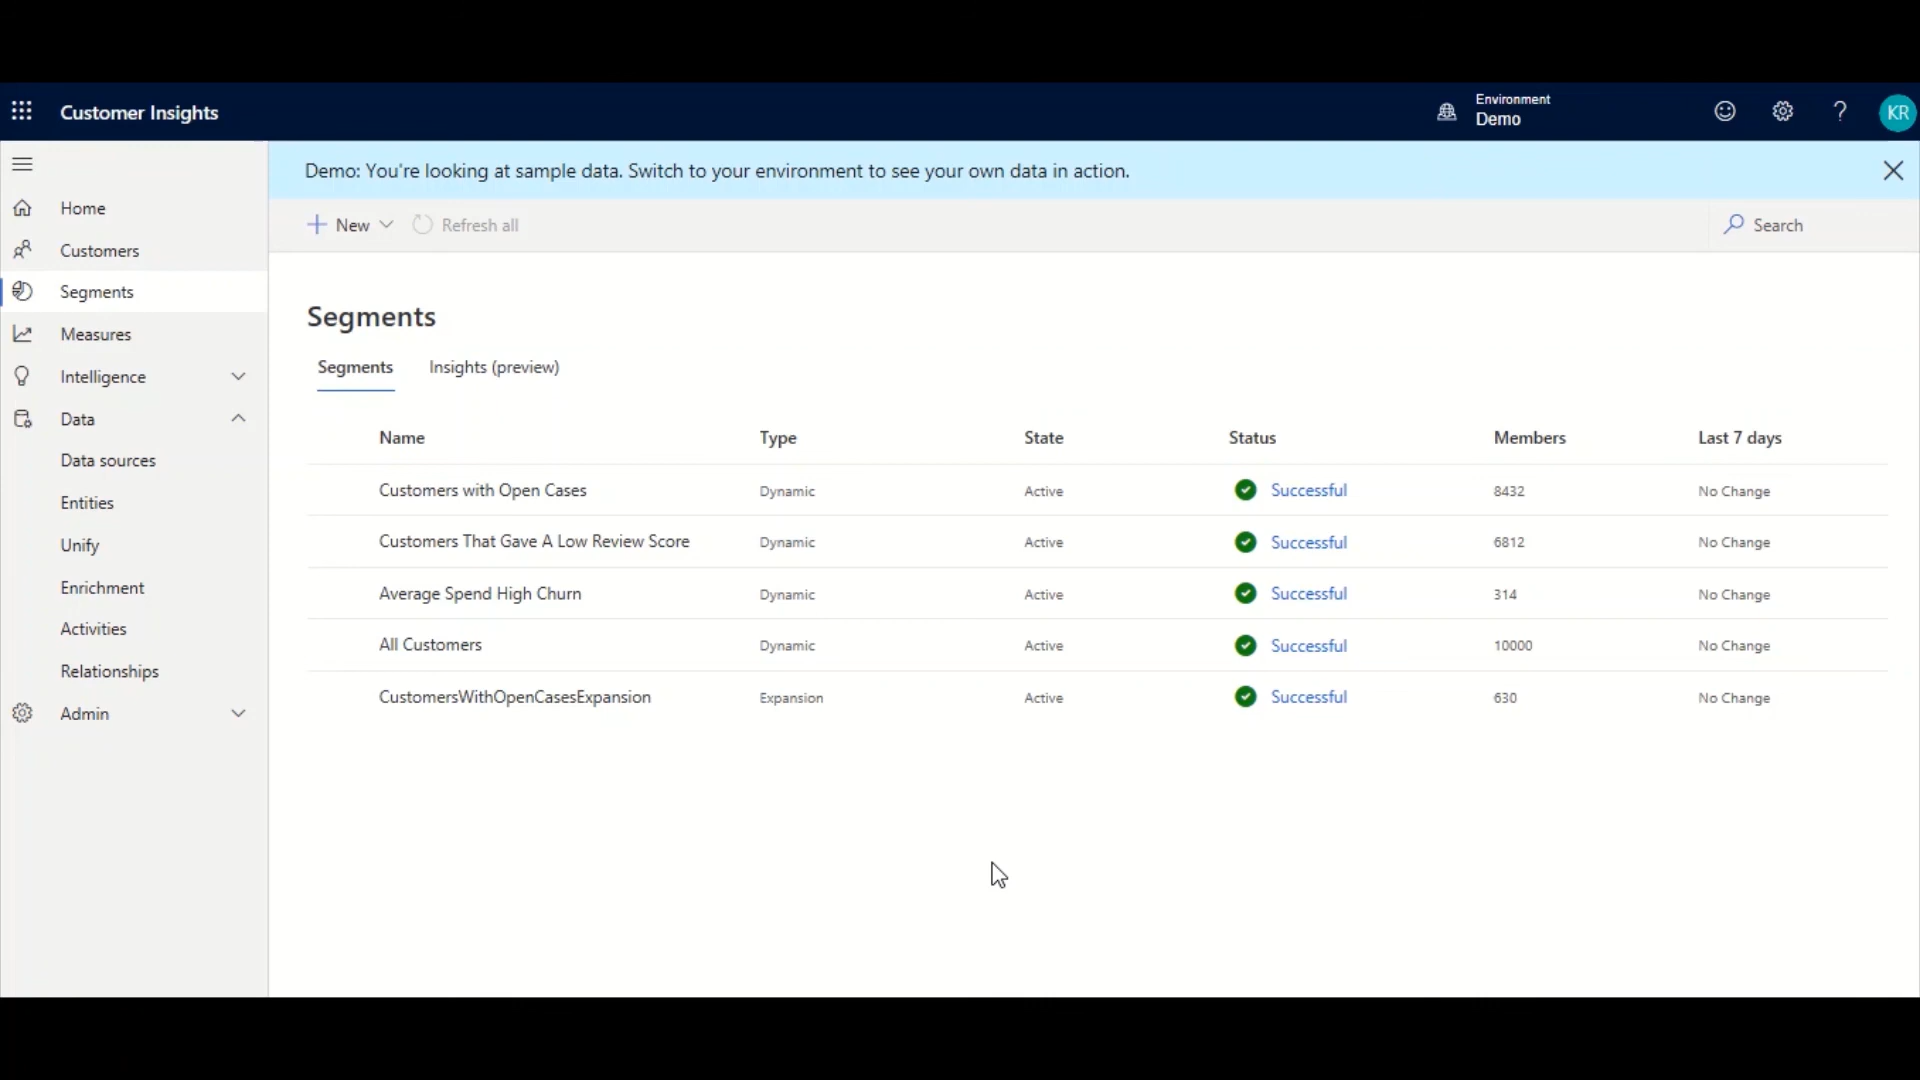 Customer Insights
Environment
Demo
?
KR
Demo: You're looking at sample data. Switch to your environment to see your own data in action.
New
Refresh all
Search
Home
Customers
Segments
Measures
Intelligence
Data
Data sources
Entities
Unify
Enrichment
Activities
Relationships
Admin
Segments
Segments Insights (preview)
Name Type State Status Members Last 7 days
Customers with Open Cases Dynamic Active Successful 8432 No Change
Customers That Gave A Low Review Score Dynamic Active Successful 6812 No Change
Average Spend High Churn Dynamic Active Successful 314 No Change
All Customers Dynamic Active Successful 10000 No Change
CustomersWithOpenCasesExpansion Expansion Active Successful 630 No Change